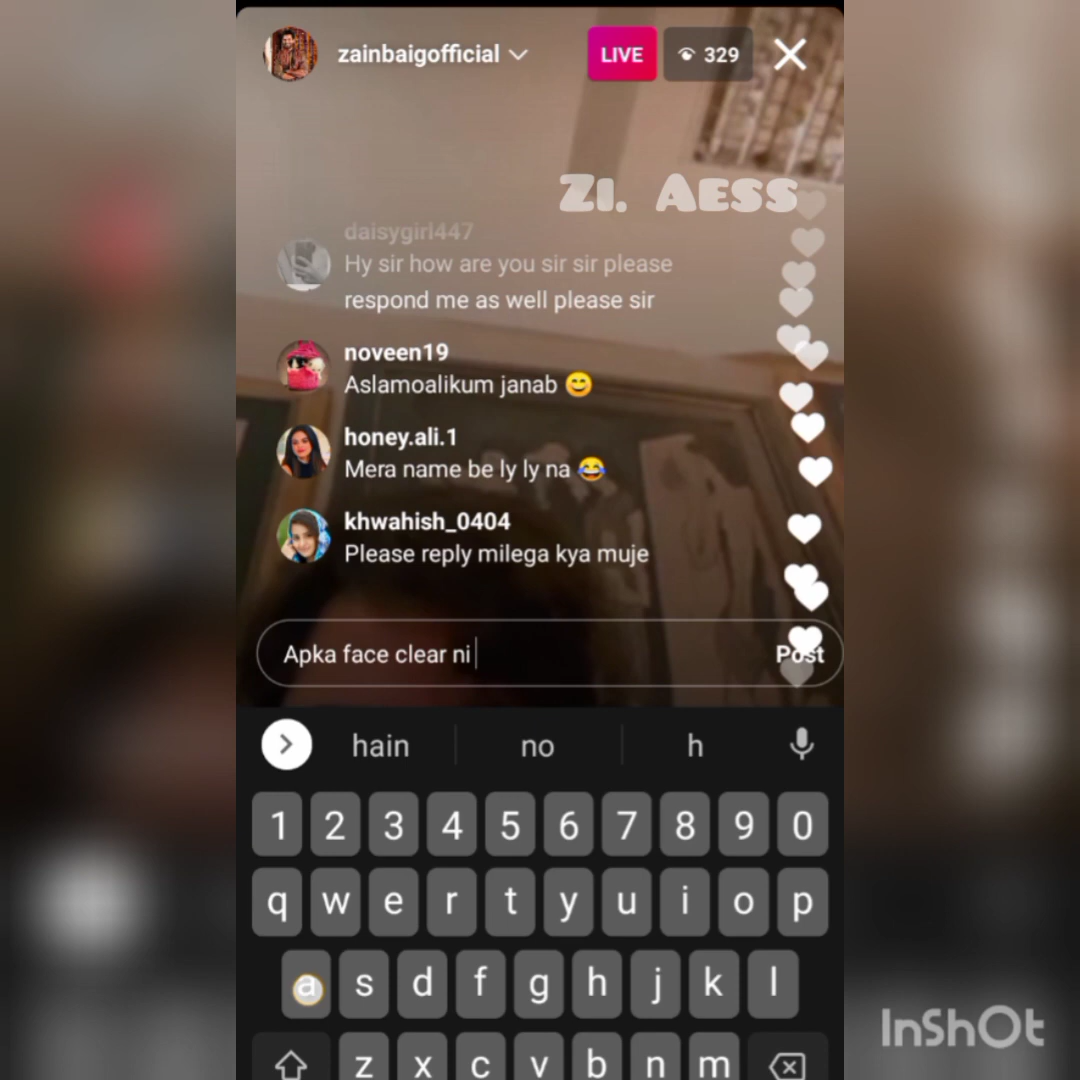 zainbaigofficial LIVE 329
Zi. Aess
daisygirl447
Hy sir how are you sir sir please
respond me as well please sir
noveen19
Aslamoalikum janab 😄
honey.ali.1
Mera name be ly ly na 😂
khwahish_0404
Please reply milega kya muje
Apka face clear ni Post
hain no h
1 2 3 4 5 6 7 8 9 0
q w e r t y u i o p
a s d f g h j k l
z x c v b n m
InShOt